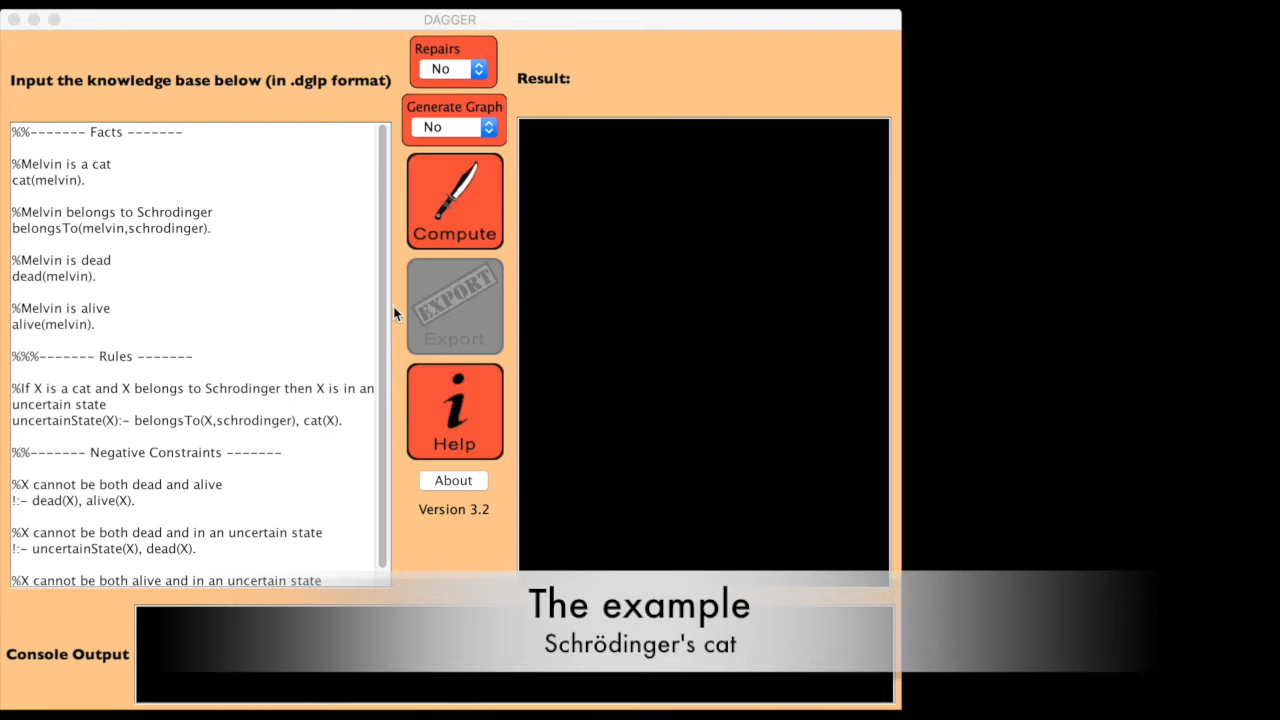 DAGGER
Input the knowledge base below (in .dglp format)
%%------- Facts -------
%Melvin is a cat
cat(melvin).
%Melvin belongs to Schrodinger
belongsTo(melvin,schrodinger).
%Melvin is dead
dead(melvin).
%Melvin is alive
alive(melvin).
%%%------- Rules -------
%If X is a cat and X belongs to Schrodinger then X is in an
uncertain state
uncertainState(X):- belongsTo(X,schrodinger), cat(X).
%%------- Negative Constraints -------
%X cannot be both dead and alive
!:- dead(X), alive(X).
%X cannot be both dead and in an uncertain state
!:- uncertainState(X), dead(X).
%X cannot be both alive and in an uncertain state
Repairs
No
Generate Graph
No
Compute
EXPORT
Export
Help
About
Version 3.2
Result:
The example
Schrödinger's cat
Console Output